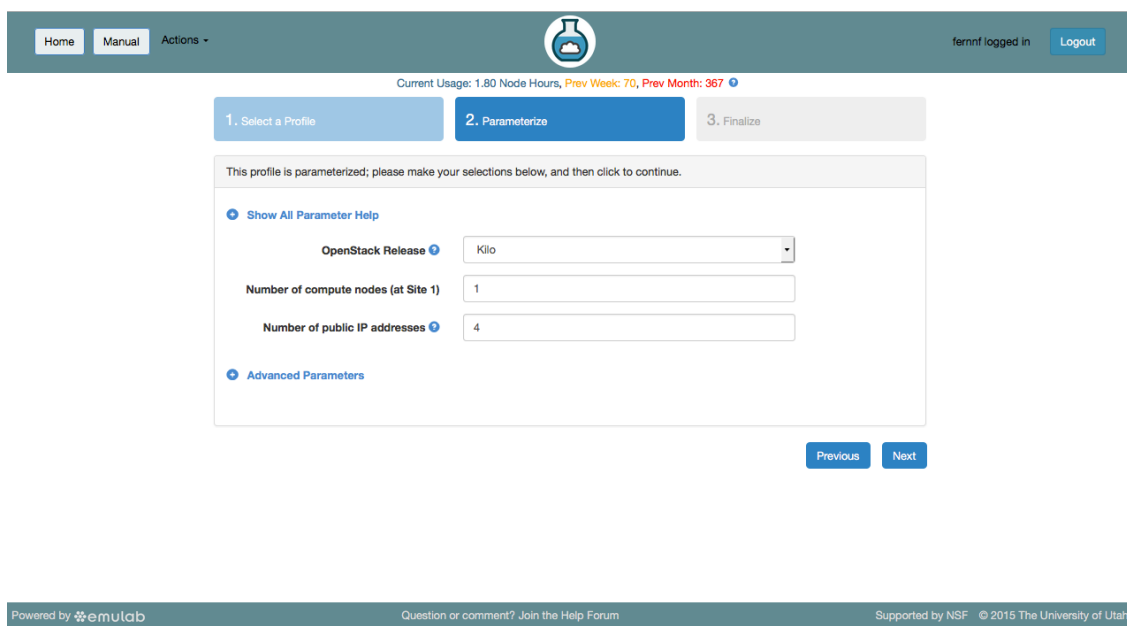 Home Manual Actions fernnf logged in Logout
Current Usage: 1.80 Node Hours, Prev Week: 70, Prev Month: 367
1. Select a Profile 2. Parameterize 3. Finalize
This profile is parameterized; please make your selections below, and then click to continue.
Show All Parameter Help
OpenStack Release Kilo
Number of compute nodes (at Site 1) 1
Number of public IP addresses 4
Advanced Parameters
Previous Next
Powered by emulab Question or comment? Join the Help Forum Supported by NSF © 2015 The University of Utah